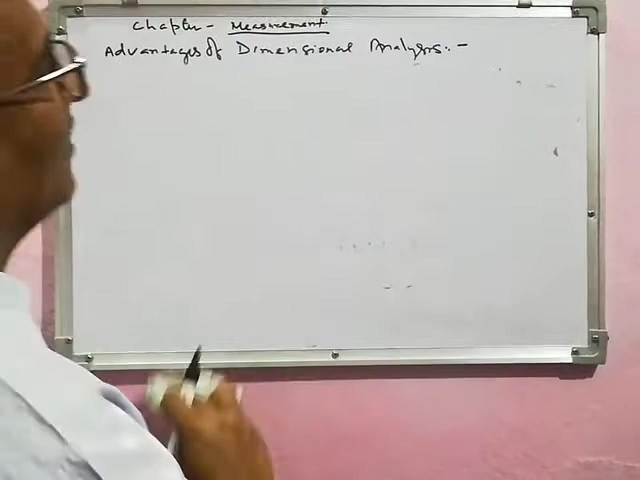 Chapter - Measurement
Advantages of Dimensional Analysis: -